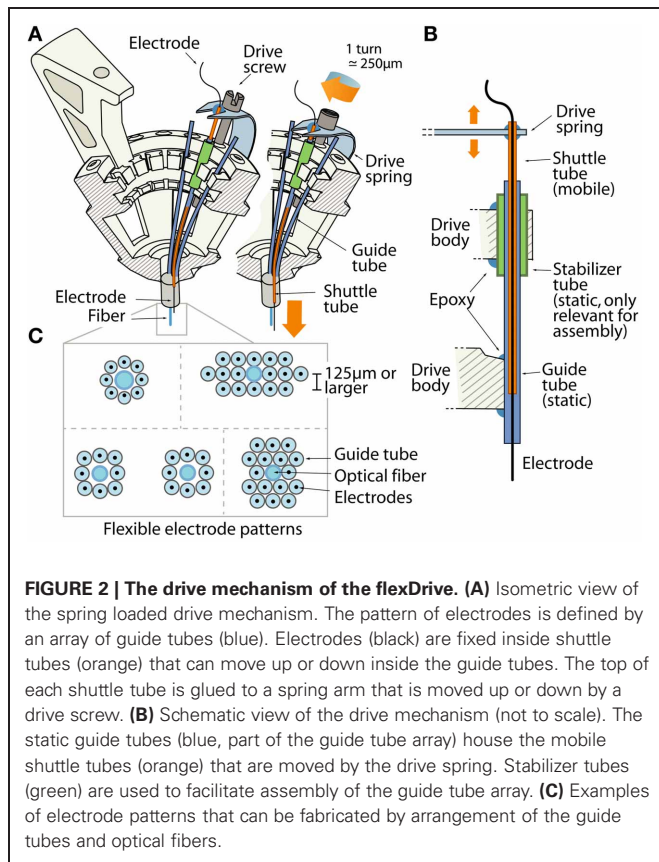 A
Electrode
Drive
screw
1 turn
≃ 250µm
Drive
spring
Guide
tube
Shuttle
tube
Electrode
Fiber
B
Drive
spring
Shuttle
tube
(mobile)
Drive
body
Stabilizer
tube
(static, only
relevant for
assembly)
Epoxy
Drive
body
Guide
tube
(static)
Electrode
C
125µm or
larger
Guide tube
Optical fiber
Electrodes
Flexible electrode patterns
FIGURE 2 | The drive mechanism of the flexDrive. (A) Isometric view of
the spring loaded drive mechanism. The pattern of electrodes is defined by
an array of guide tubes (blue). Electrodes (black) are fixed inside shuttle
tubes (orange) that can move up or down inside the guide tubes. The top of
each shuttle tube is glued to a spring arm that is moved up or down by a
drive screw. (B) Schematic view of the drive mechanism (not to scale). The
static guide tubes (blue, part of the guide tube array) house the mobile
shuttle tubes (orange) that are moved by the drive spring. Stabilizer tubes
(green) are used to facilitate assembly of the guide tube array. (C) Examples
of electrode patterns that can be fabricated by arrangement of the guide
tubes and optical fibers.